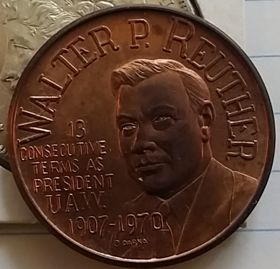 WALTER P. REUTHER
13
CONSECUTIVE
TERMS AS
PRESIDENT
U.A.W.
1907-1970